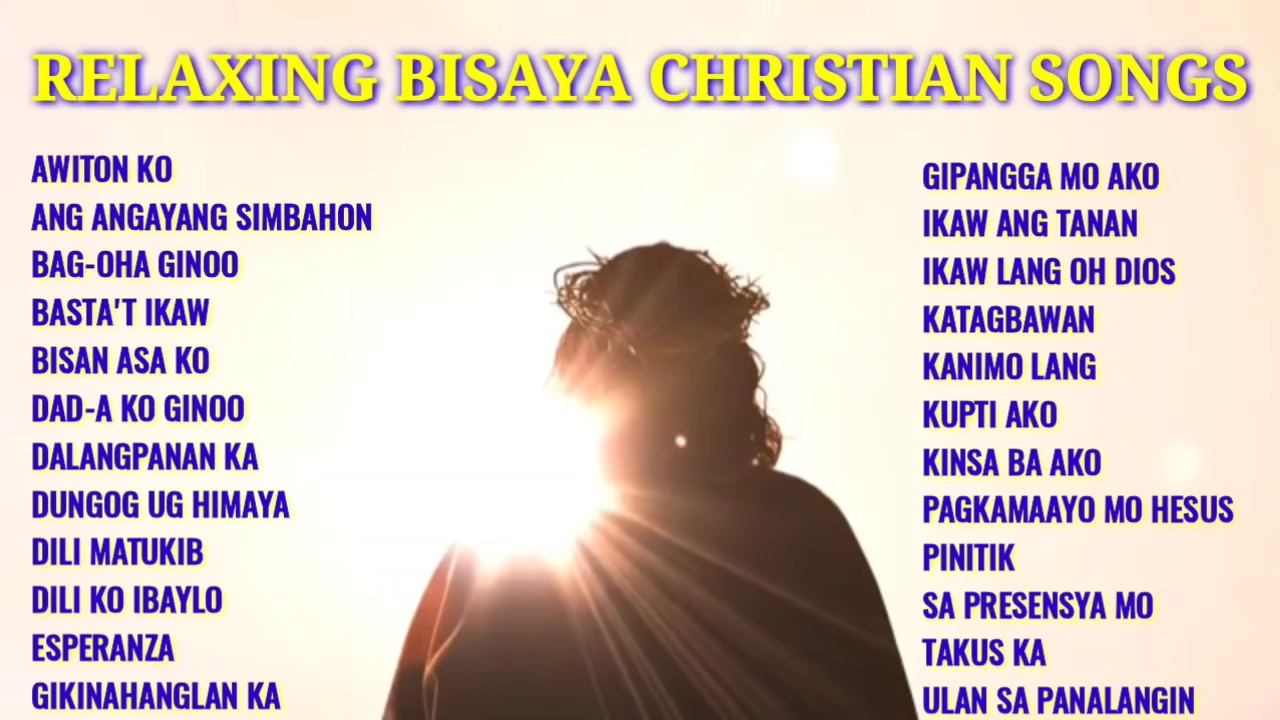 RELAXING BISAYA CHRISTIAN SONGS
AWITON KO
ANG ANGAYANG SIMBAHON
BAG-OHA GINOO
BASTA'T IKAW
BISAN ASA KO
DAD-A KO GINOO
DALANGPANAN KA
DUNGOG UG HIMAYA
DILI MATUKIB
DILI KO IBAYLO
ESPERANZA
GIKINAHANGLAN KA
GIPANGGA MO AKO
IKAW ANG TANAN
IKAW LANG OH DIOS
KATAGBAWAN
KANIMO LANG
KUPTI AKO
KINSA BA AKO
PAGKAMAAYO MO HESUS
PINITIK
SA PRESENSYA MO
TAKUS KA
ULAN SA PANALANGIN